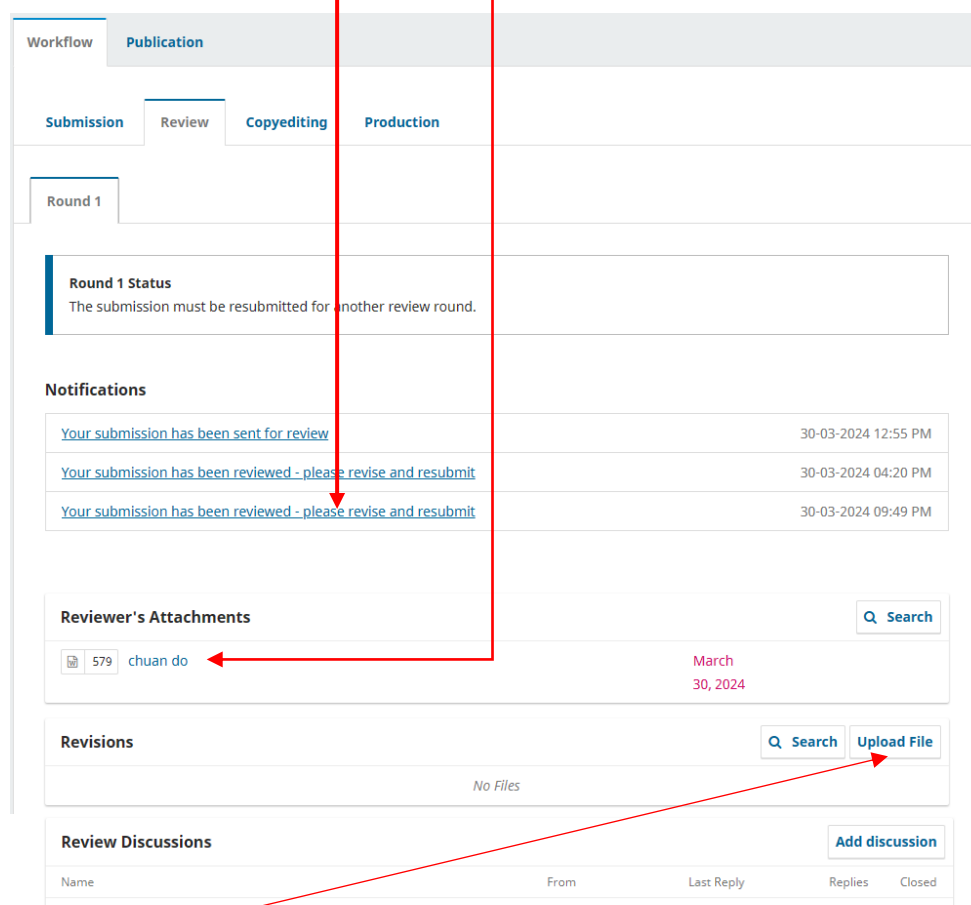 Workflow Publication
Submission Review Copyediting Production
Round 1
Round 1 Status
The submission must be resubmitted for another review round.
Notifications
Your submission has been sent for review 30-03-2024 12:55 PM
Your submission has been reviewed - please revise and resubmit 30-03-2024 04:20 PM
Your submission has been reviewed - please revise and resubmit 30-03-2024 09:49 PM
Reviewer's Attachments Search
579 chuan do March
30, 2024
Revisions Search Upload File
No Files
Review Discussions Add discussion
Name From Last Reply Replies Closed